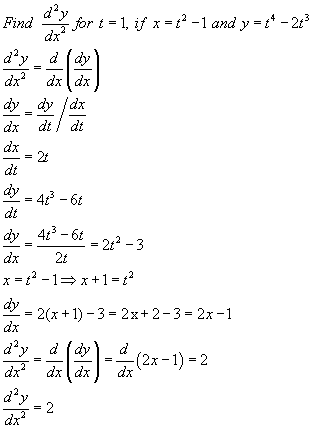 Find d²y/dx² for t = 1, if x = t² − 1 and y = t⁴ − 2t³
d²y/dx² = d/dx (dy/dx)
dy/dx = dy/dt / dx/dt
dx/dt = 2t
dy/dt = 4t³ − 6t
dy/dx = (4t³ − 6t)/2t = 2t² − 3
x = t² − 1 ⇒ x + 1 = t²
dy/dx = 2(x + 1) − 3 = 2x + 2 − 3 = 2x − 1
d²y/dx² = d/dx (dy/dx) = d/dx (2x − 1) = 2
d²y/dx² = 2